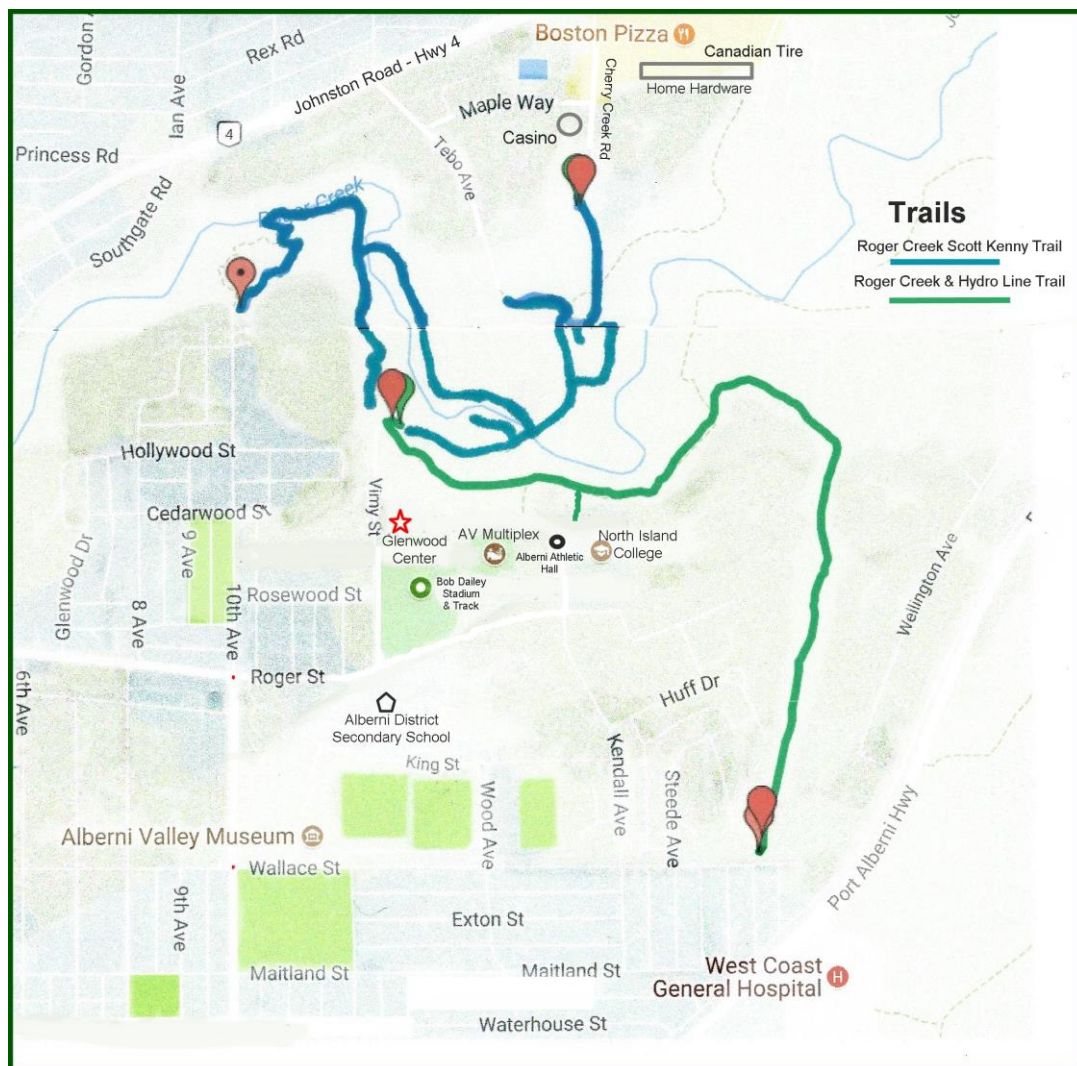 Boston Pizza
Canadian Tire
Home Hardware
Rex Rd
Gordon
Johnston Road - Hwy 4
Ian Ave
4
Maple Way
Cherry Creek Rd
Casino
Princess Rd
Tebo Ave
Creek
Southgate Rd
Trails
Roger Creek Scott Kenny Trail
Roger Creek & Hydro Line Trail
Hollywood St
Vimy St
Cedarwood St
9 Ave
Glenwood
Center
AV Multiplex
Alberni Athletic
Hall
North Island
College
Glenwood Dr
8 Ave
10th Ave
Rosewood St
Bob Dailey
Stadium
& Track
Wellington Ave
6th Ave
Roger St
Huff Dr
Alberni District
Secondary School
King St
Kendall Ave
Steede Ave
Wood Ave
Port Alberni Hwy
Alberni Valley Museum
Wallace St
9th Ave
Exton St
Maitland St
Maitland St
West Coast
General Hospital
H
Waterhouse St